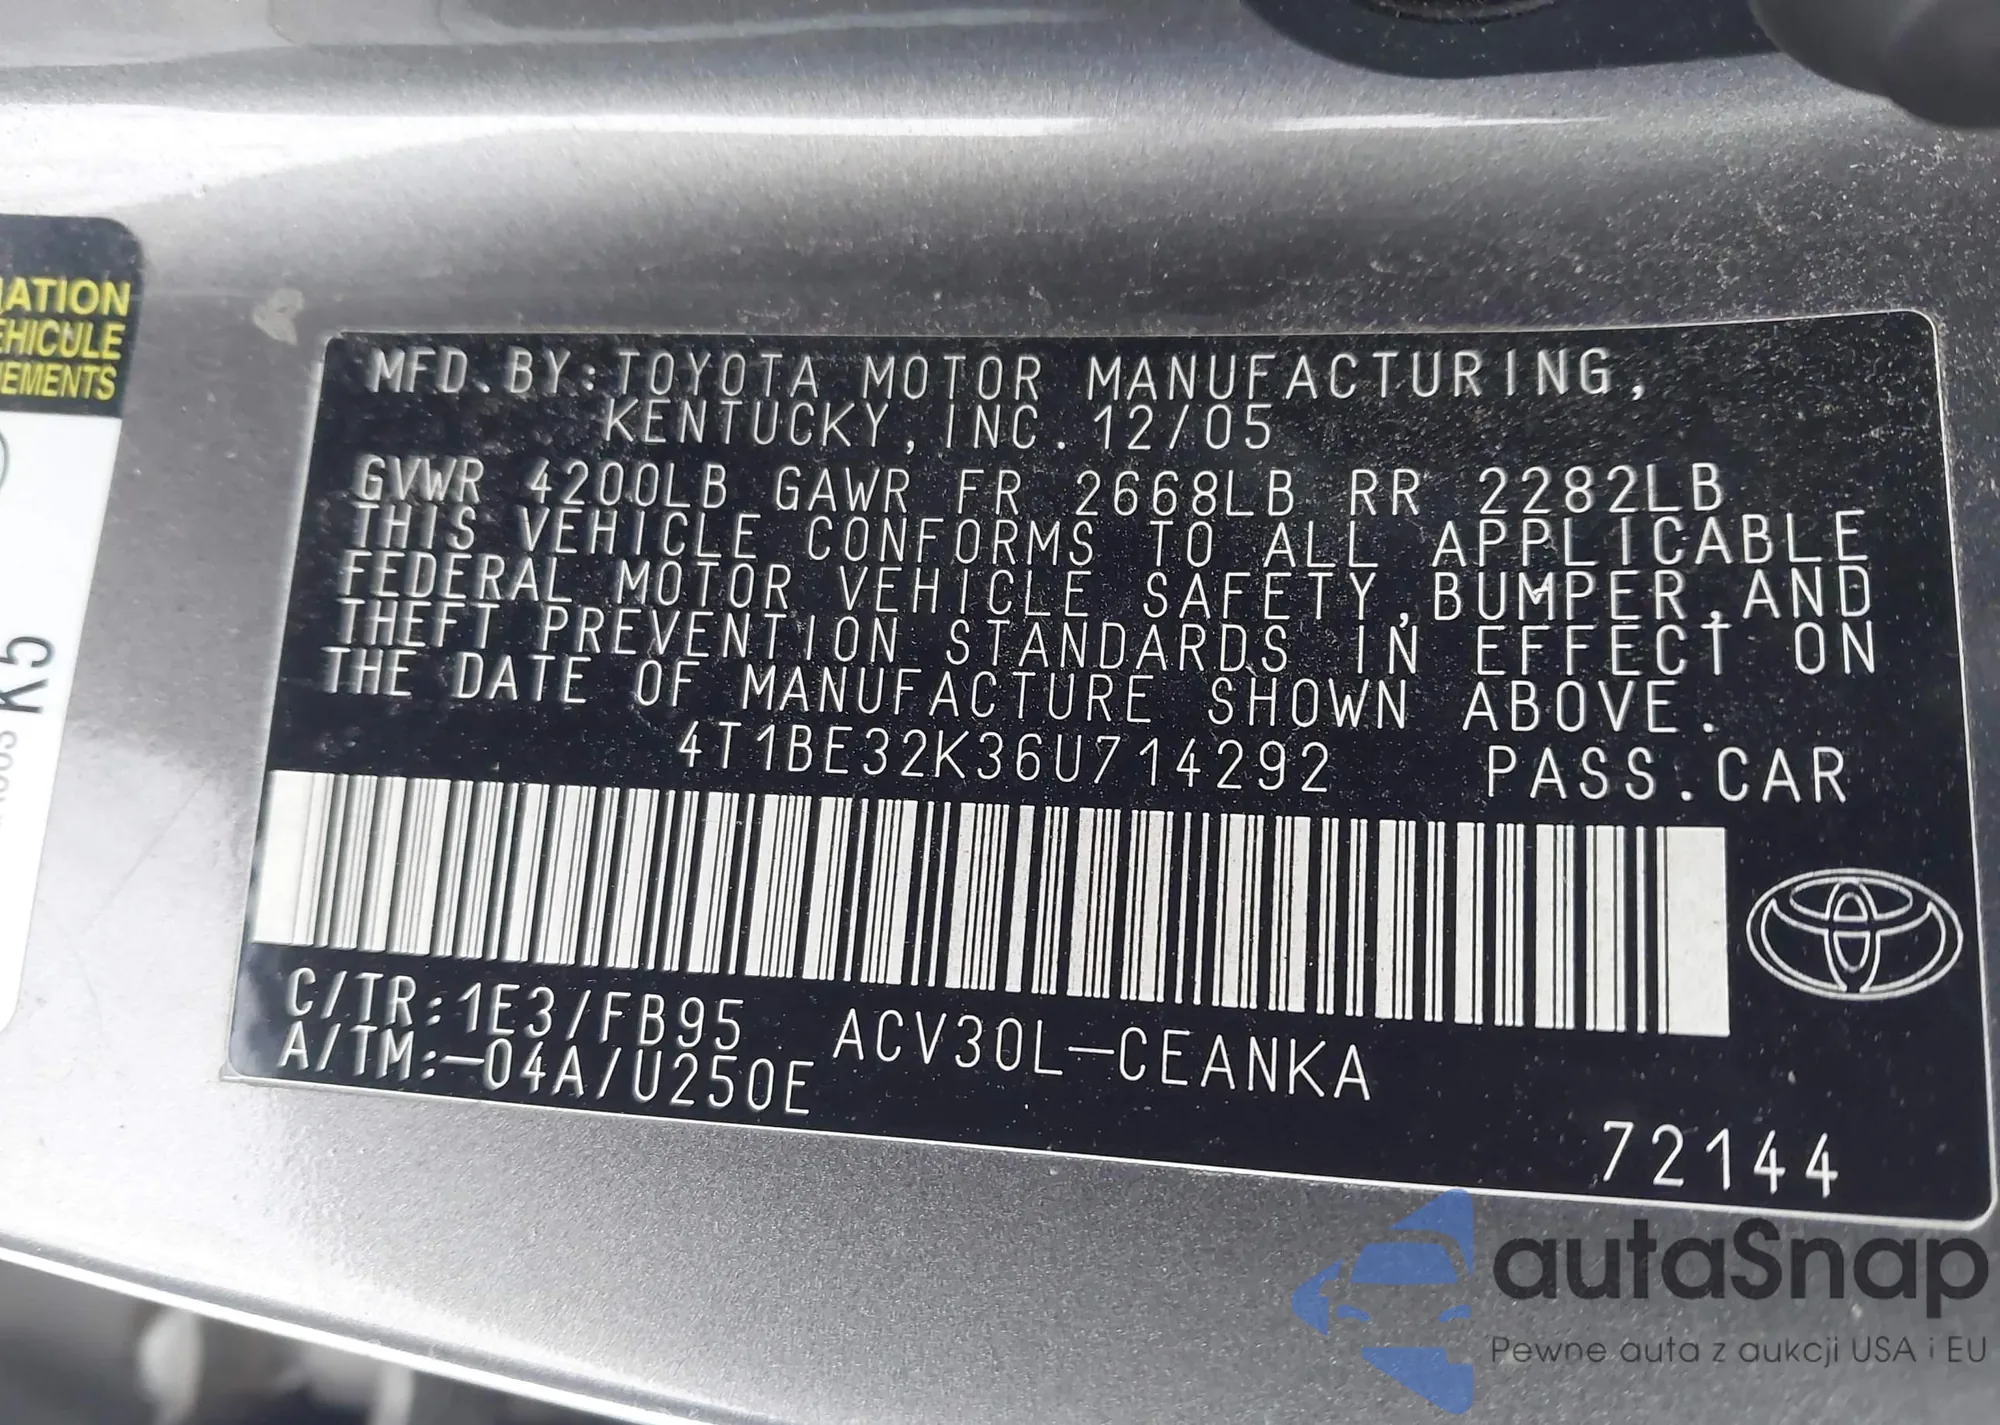 ATION
EHICULE
EMENTS
K5
MFD. BY: TOYOTA MOTOR MANUFACTURING,
KENTUCKY, INC. 12/05
GVWR 4200LB GAWR FR 2668LB RR 2282LB
THIS VEHICLE CONFORMS TO ALL APPLICABLE
FEDERAL MOTOR VEHICLE SAFETY, BUMPER, AND
THEFT PREVENTION STANDARDS IN EFFECT ON
THE DATE OF MANUFACTURE SHOWN ABOVE.
4T1BE32K36U714292 PASS. CAR
C/TR: 1E3/FB95 ACV30L-CEANKA
A/TM:-04A/U250E
72144
autaSnap
Pewne auta z aukcji USA i EU